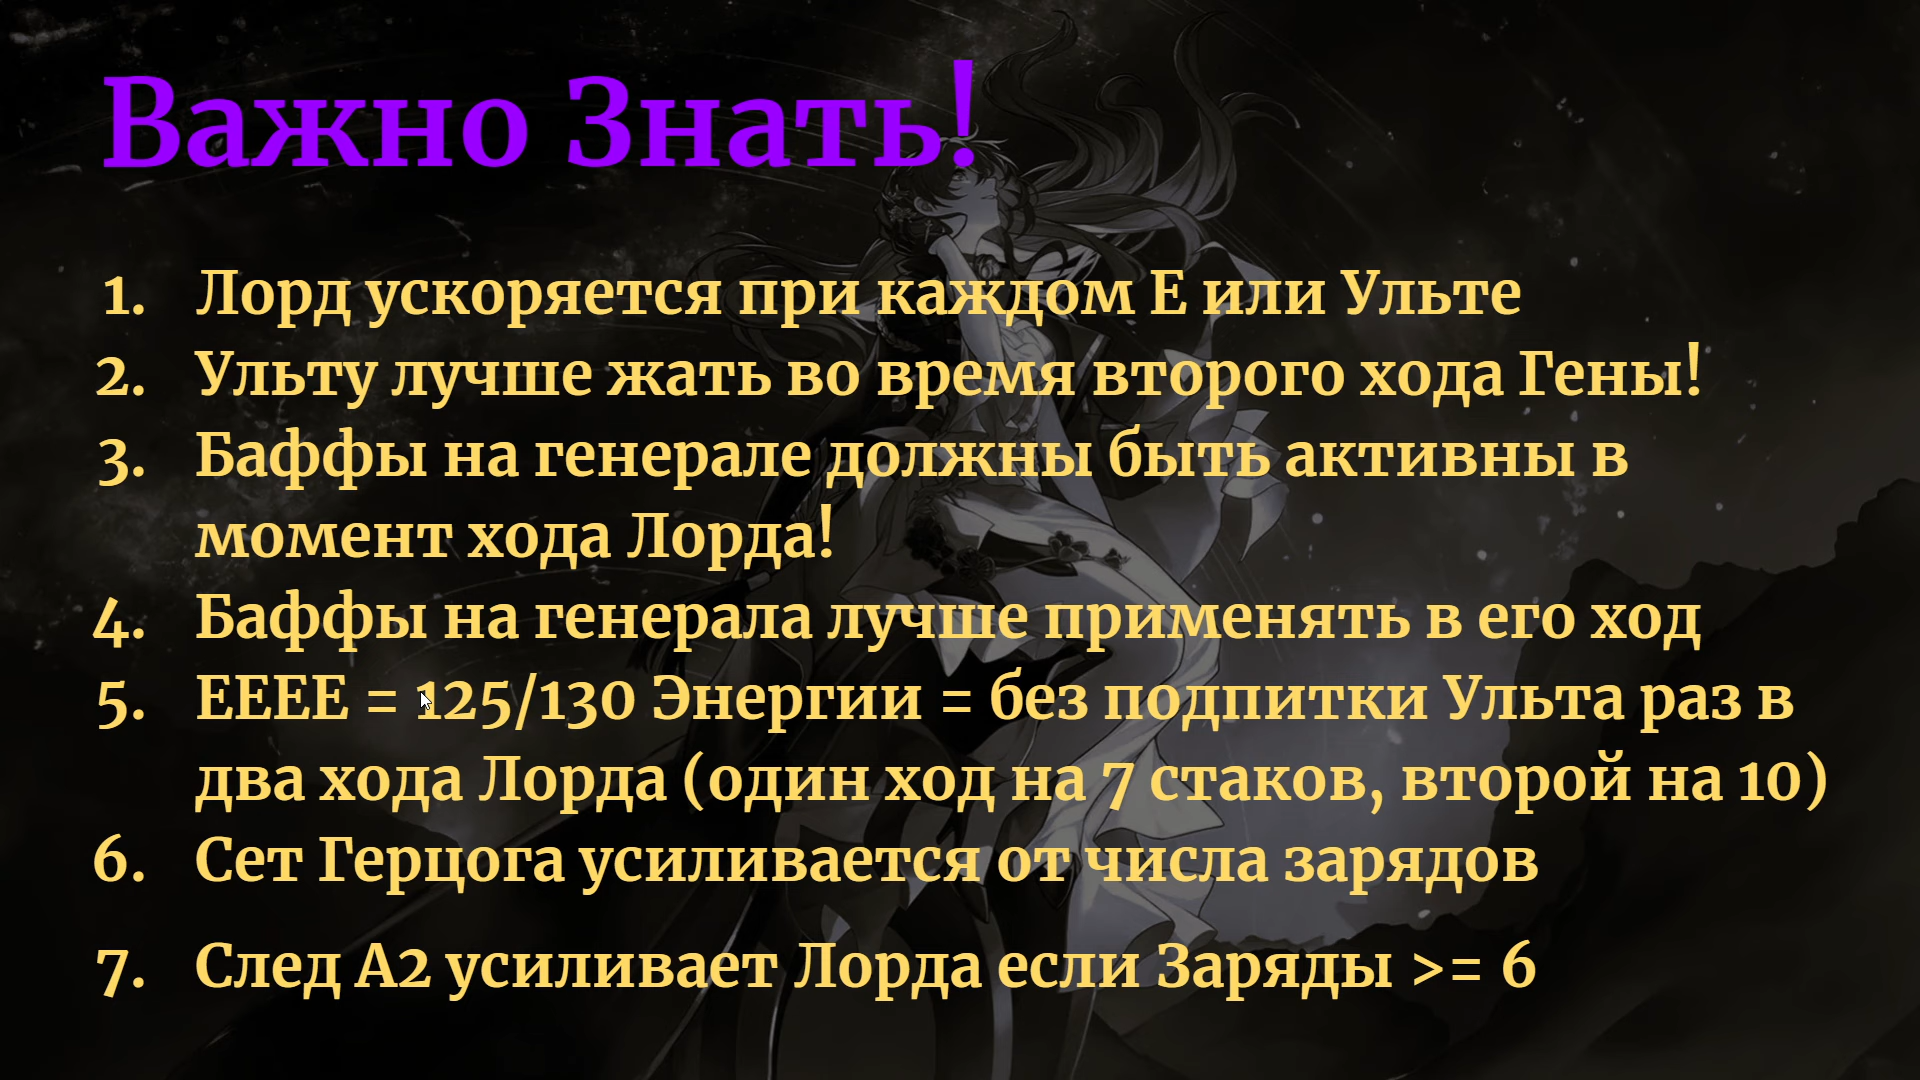 Важно Знать!
1. Лорд ускоряется при каждом Е или Ульте
2. Ульту лучше жать во время второго хода Гены!
3. Баффы на генерале должны быть активны в
момент хода Лорда!
4. Баффы на генерала лучше применять в его ход
5. ЕЕЕЕ = 125/130 Энергии = без подпитки Ульта раз в
два хода Лорда (один ход на 7 стаков, второй на 10)
6. Сет Герцога усиливается от числа зарядов
7. След А2 усиливает Лорда если Заряды >= 6